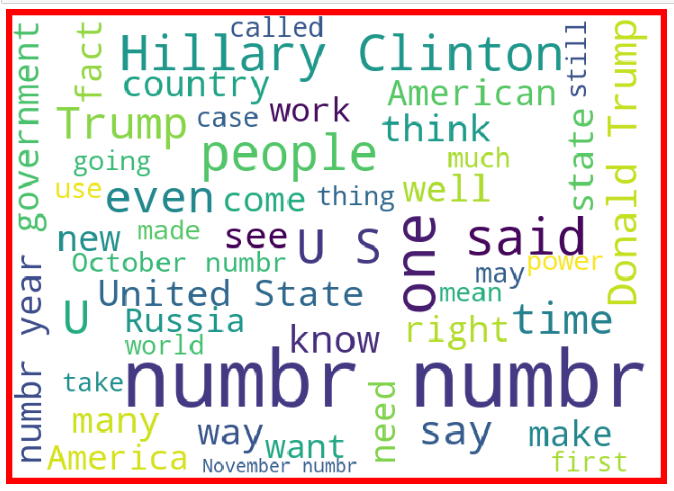 called
Hillary Clinton
government
fact
country
still
American
Donald Trump
Trump
case
work
think
state
people
going
much
use
even
come
thing
well
new
made
see
U S
one
said
October numbr
may
power
numbr year
United State
mean
U
Russia
right
time
world
know
take
numbr numbr
need
many
way
want
say
make
America
November numbr
first